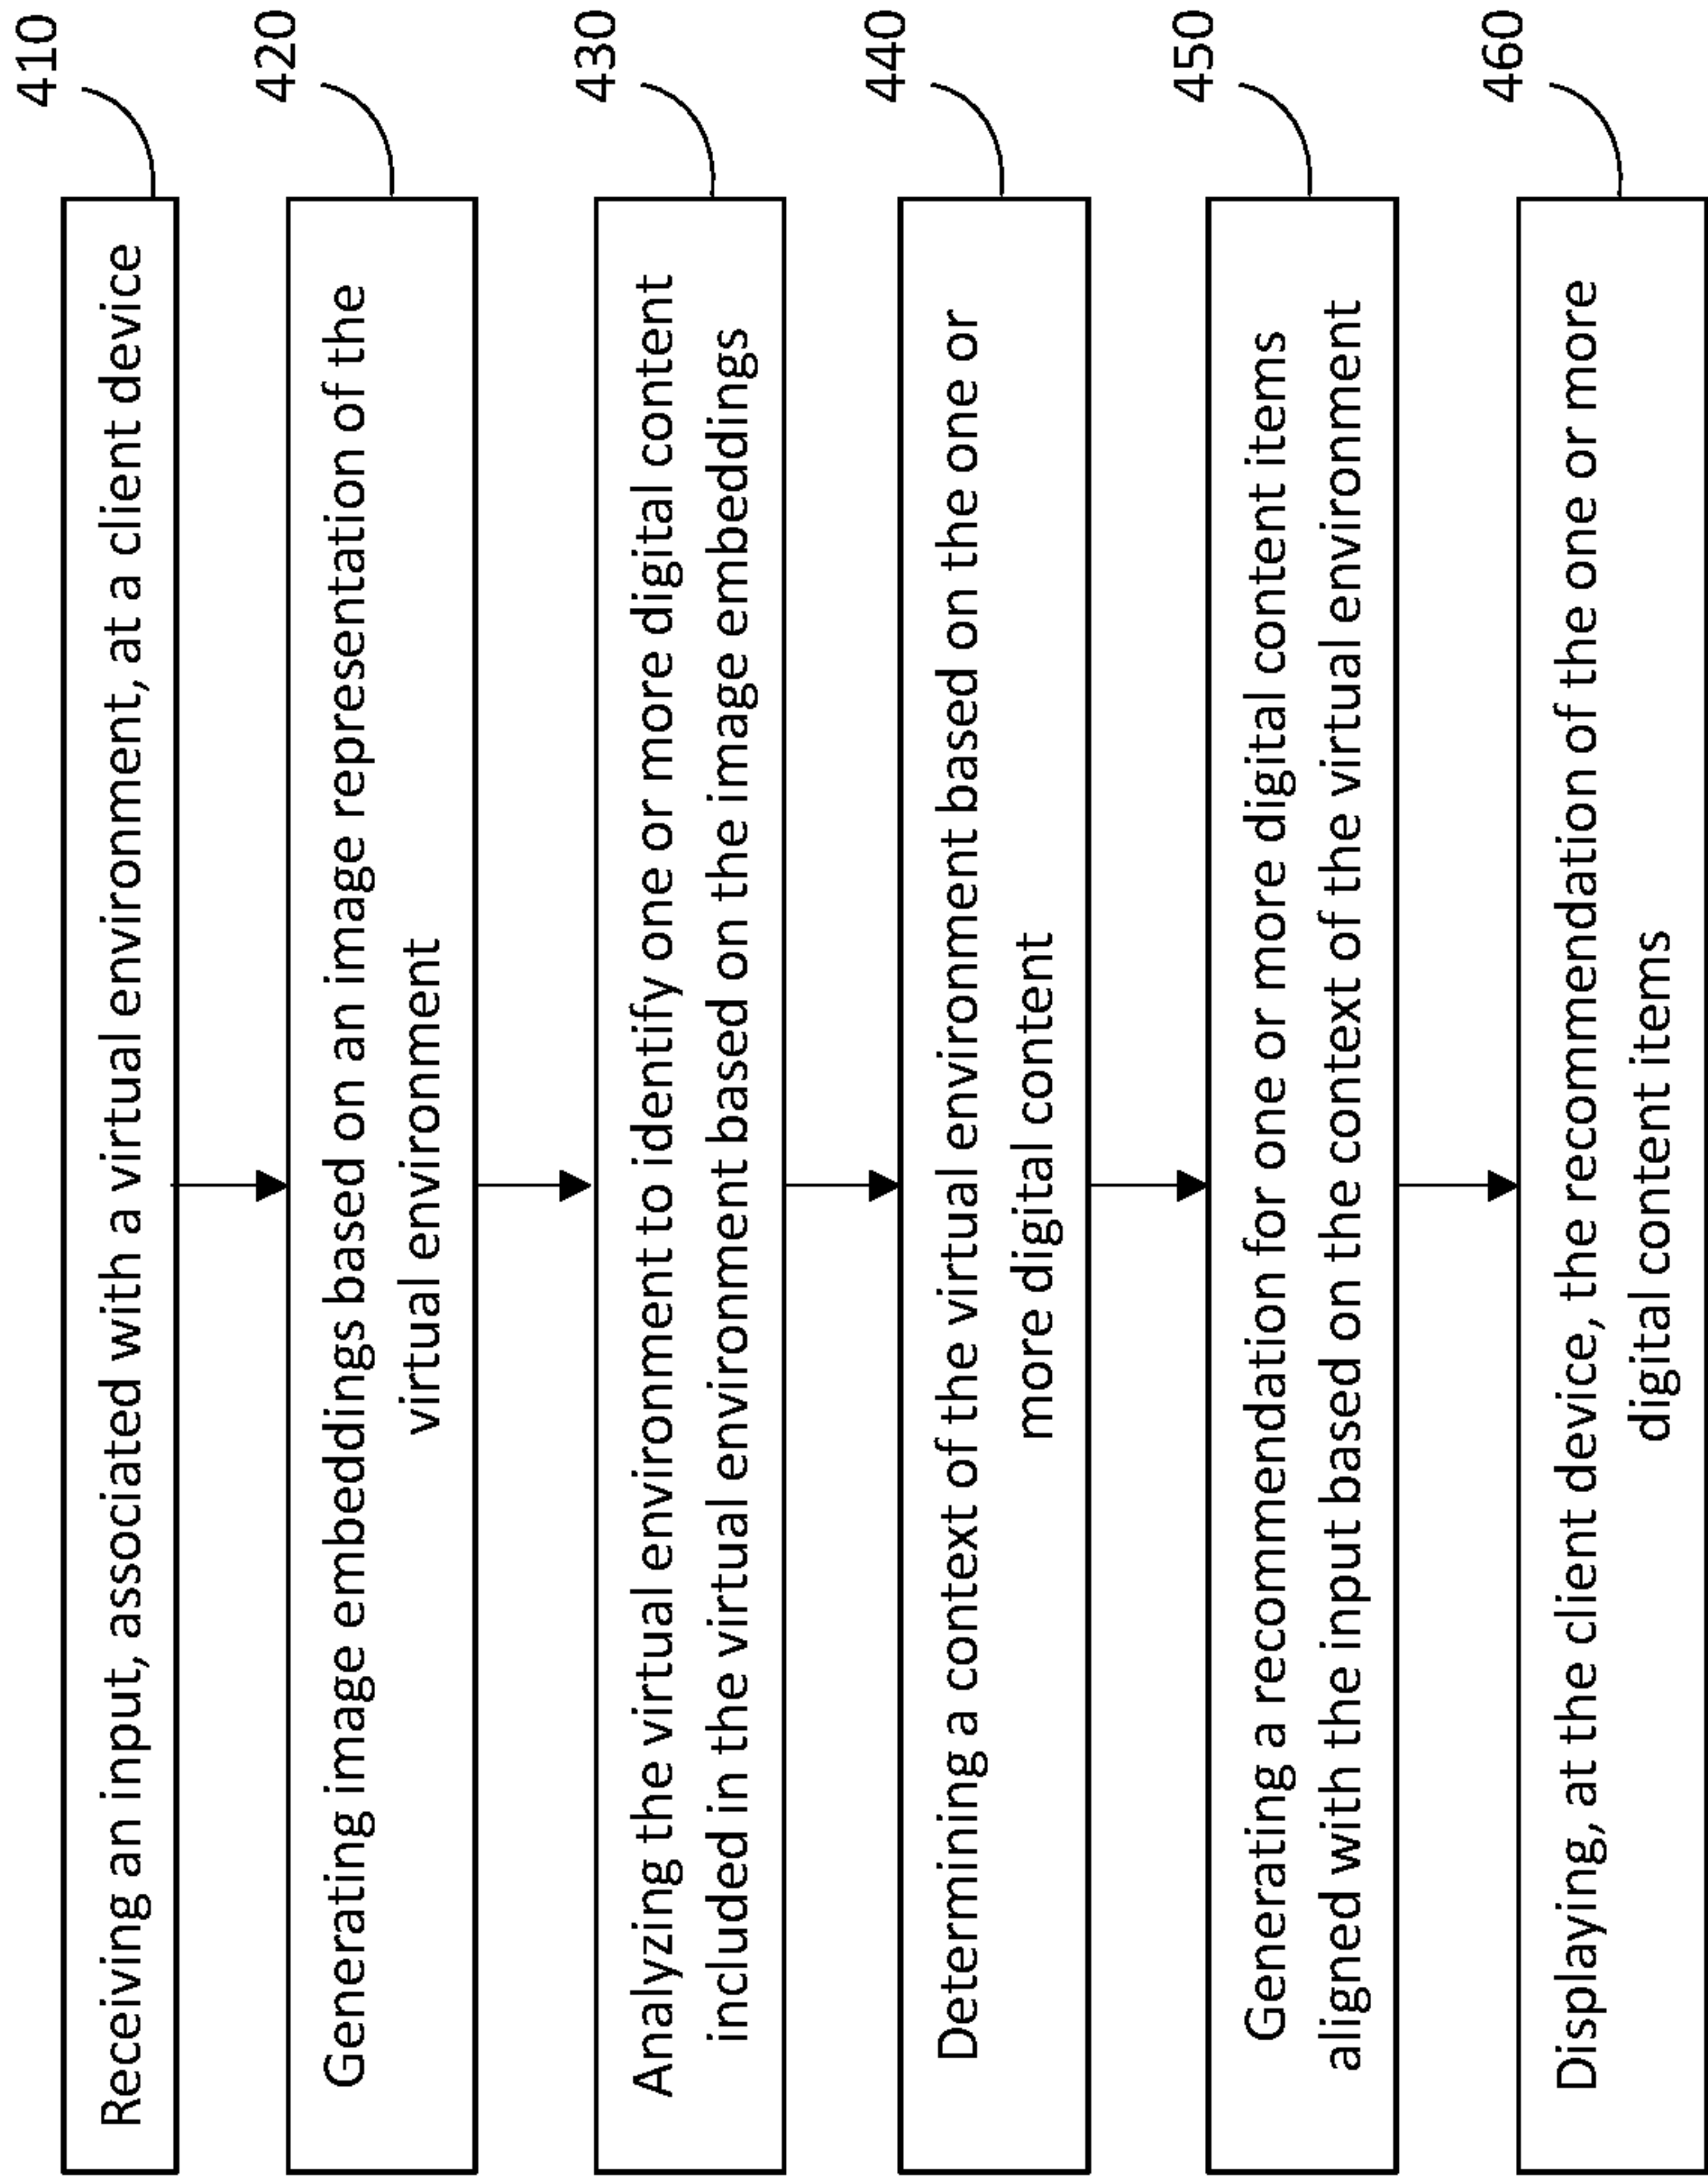 410
Receiving an input, associated with a virtual environment, at a client device
420
Generating image embeddings based on an image representation of the
virtual environment
430
Analyzing the virtual environment to identify one or more digital content
included in the virtual environment based on the image embeddings
440
Determining a context of the virtual environment based on the one or
more digital content
450
Generating a recommendation for one or more digital content items
aligned with the input based on the context of the virtual environment
460
Displaying, at the client device, the recommendation of the one or more
digital content items